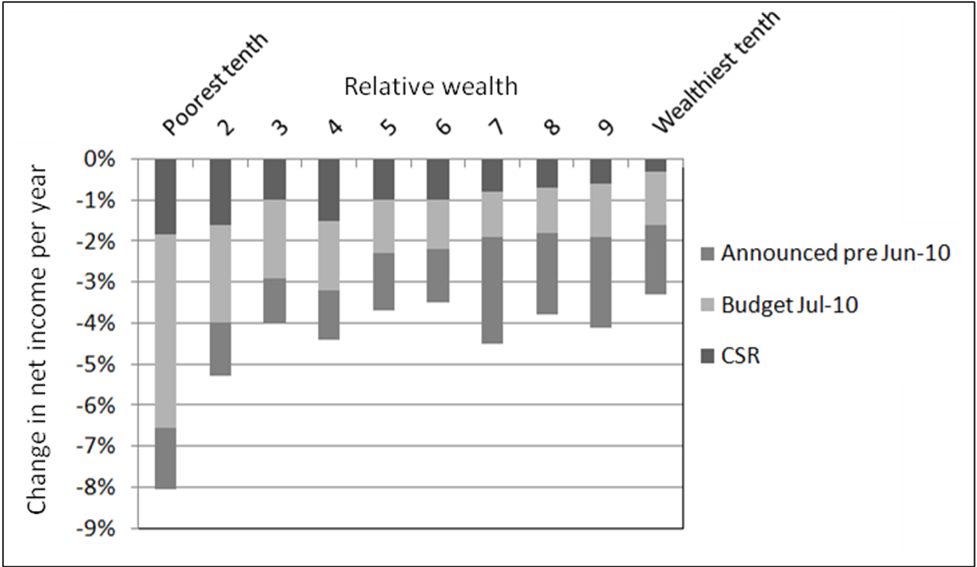 Relative wealth
Poorest tenth
2
3
4
5
6
7
8
9
Wealthiest tenth
Change in net income per year
0%
-1%
-2%
-3%
-4%
-5%
-6%
-7%
-8%
-9%
Announced pre Jun-10
Budget Jul-10
CSR